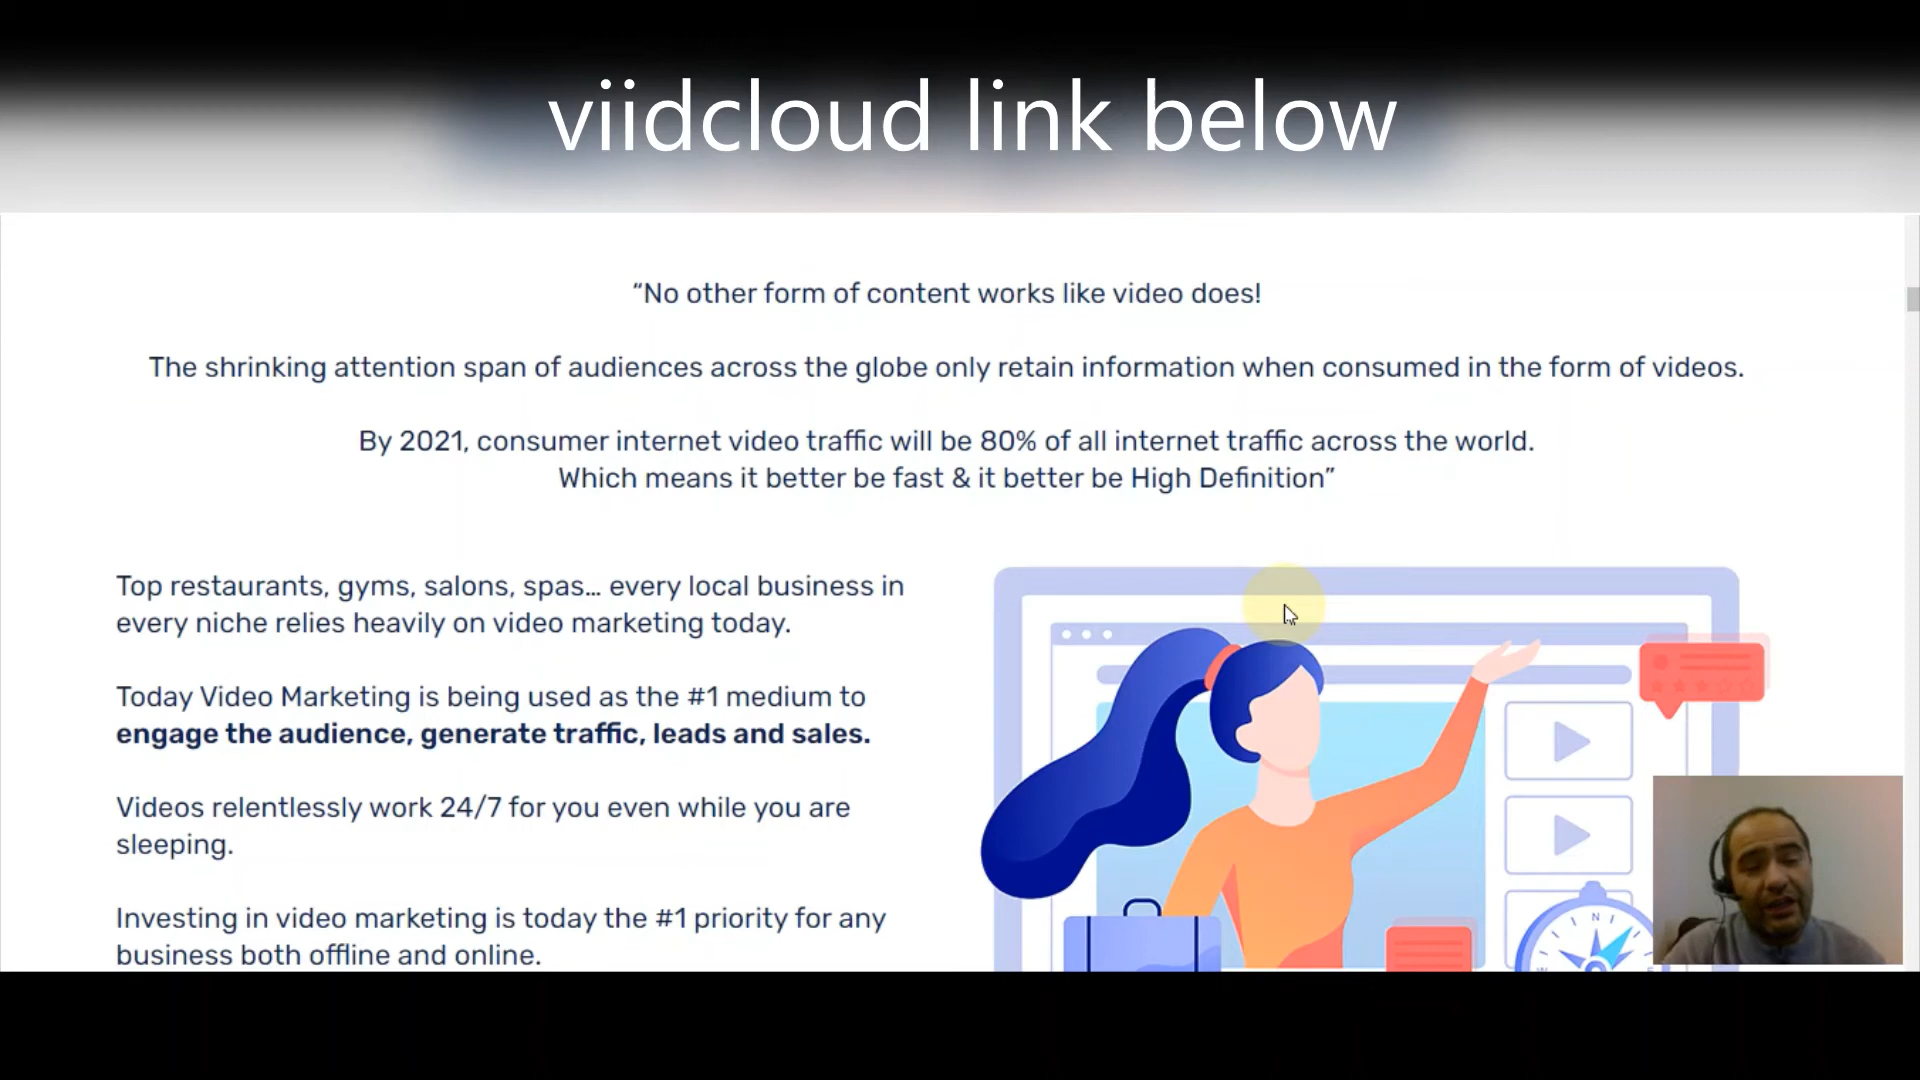 viidcloud link below
“No other form of content works like video does!
The shrinking attention span of audiences across the globe only retain information when consumed in the form of videos.
By 2021, consumer internet video traffic will be 80% of all internet traffic across the world.
Which means it better be fast & it better be High Definition”
Top restaurants, gyms, salons, spas... every local business in
every niche relies heavily on video marketing today.
Today Video Marketing is being used as the #1 medium to
engage the audience, generate traffic, leads and sales.
Videos relentlessly work 24/7 for you even while you are
sleeping.
Investing in video marketing is today the #1 priority for any
business both offline and online.
N